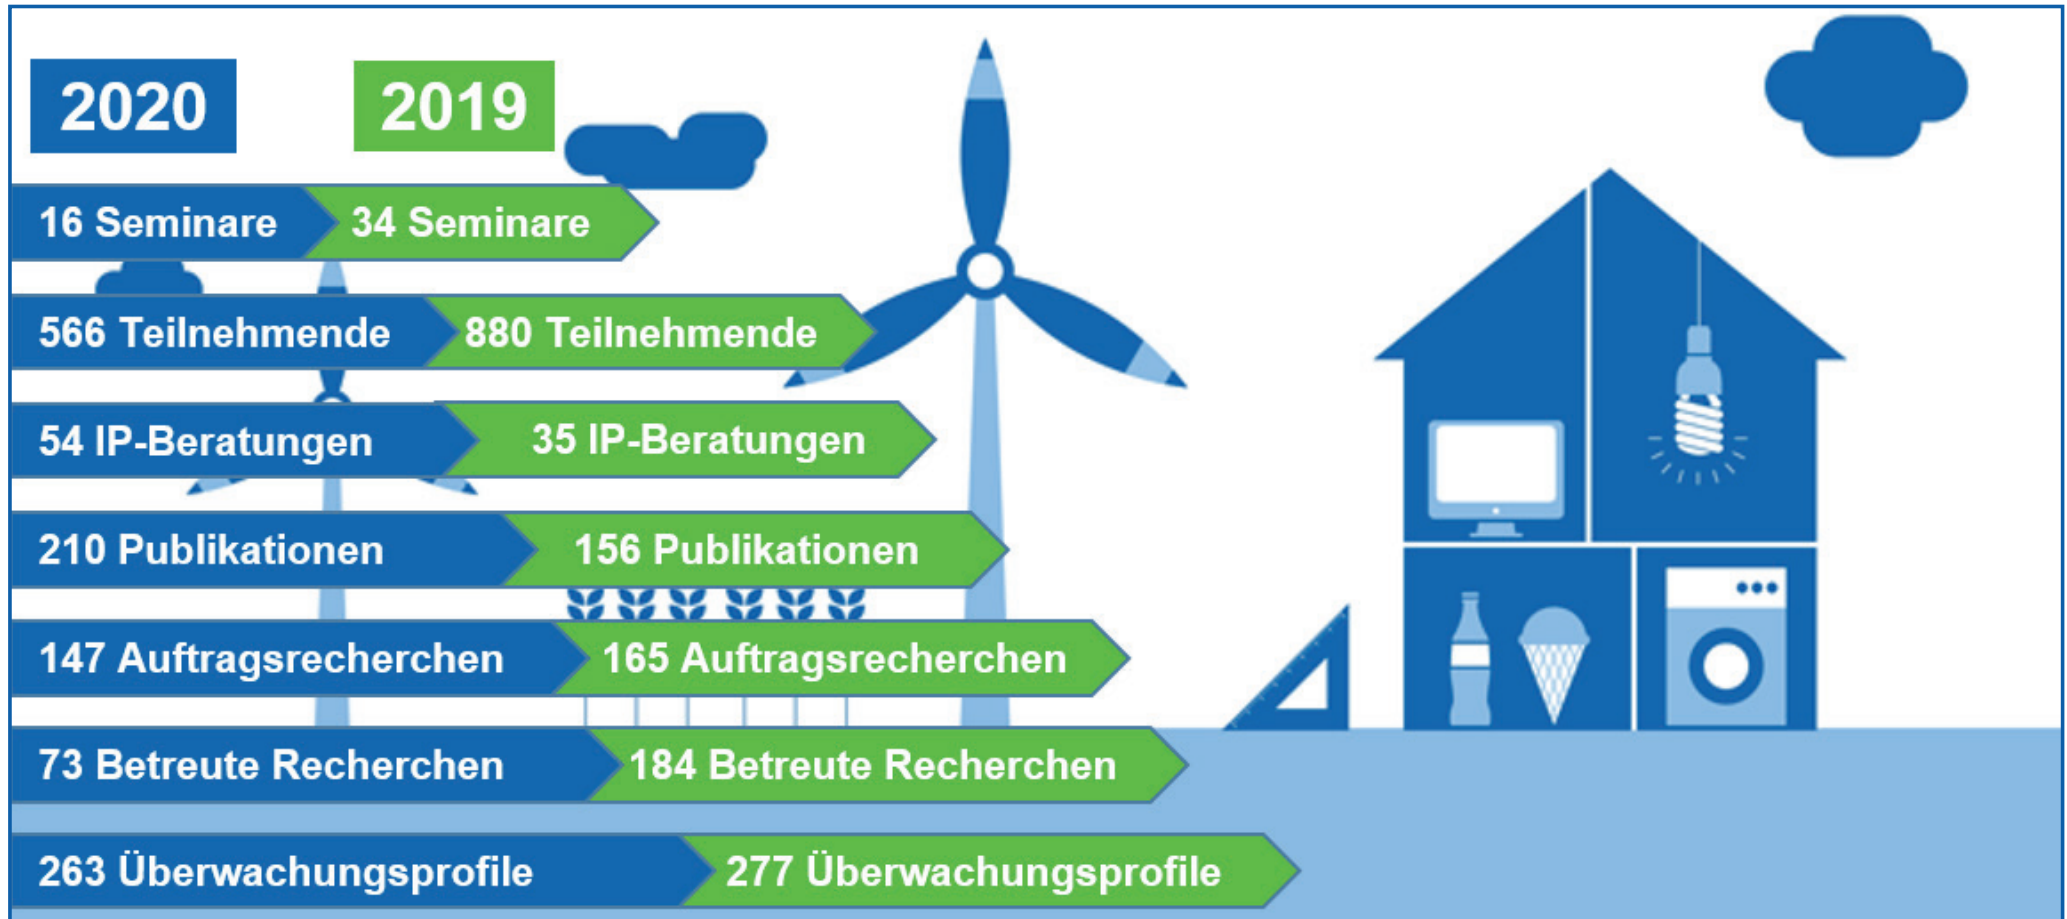 2020 2019
16 Seminare 34 Seminare
566 Teilnehmende 880 Teilnehmende
54 IP-Beratungen 35 IP-Beratungen
210 Publikationen 156 Publikationen
147 Auftragsrecherchen 165 Auftragsrecherchen
73 Betreute Recherchen 184 Betreute Recherchen
263 Überwachungsprofile 277 Überwachungsprofile